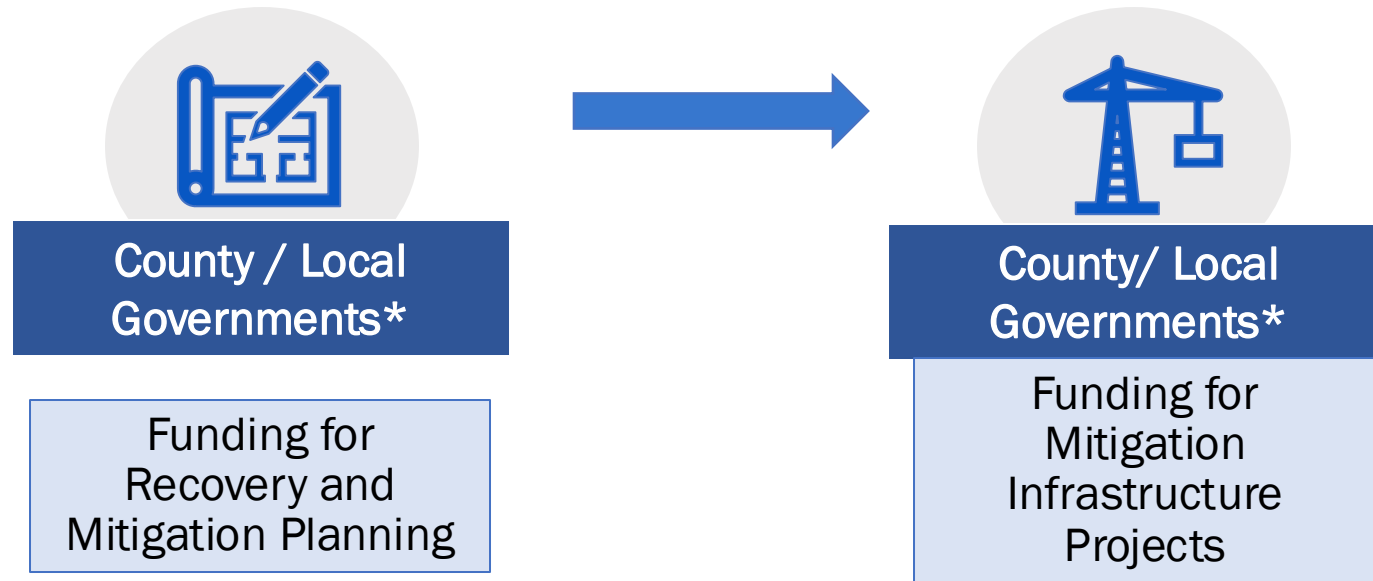 County / Local
Governments*
Funding for
Recovery and
Mitigation Planning
County/ Local
Governments*
Funding for
Mitigation
Infrastructure
Projects